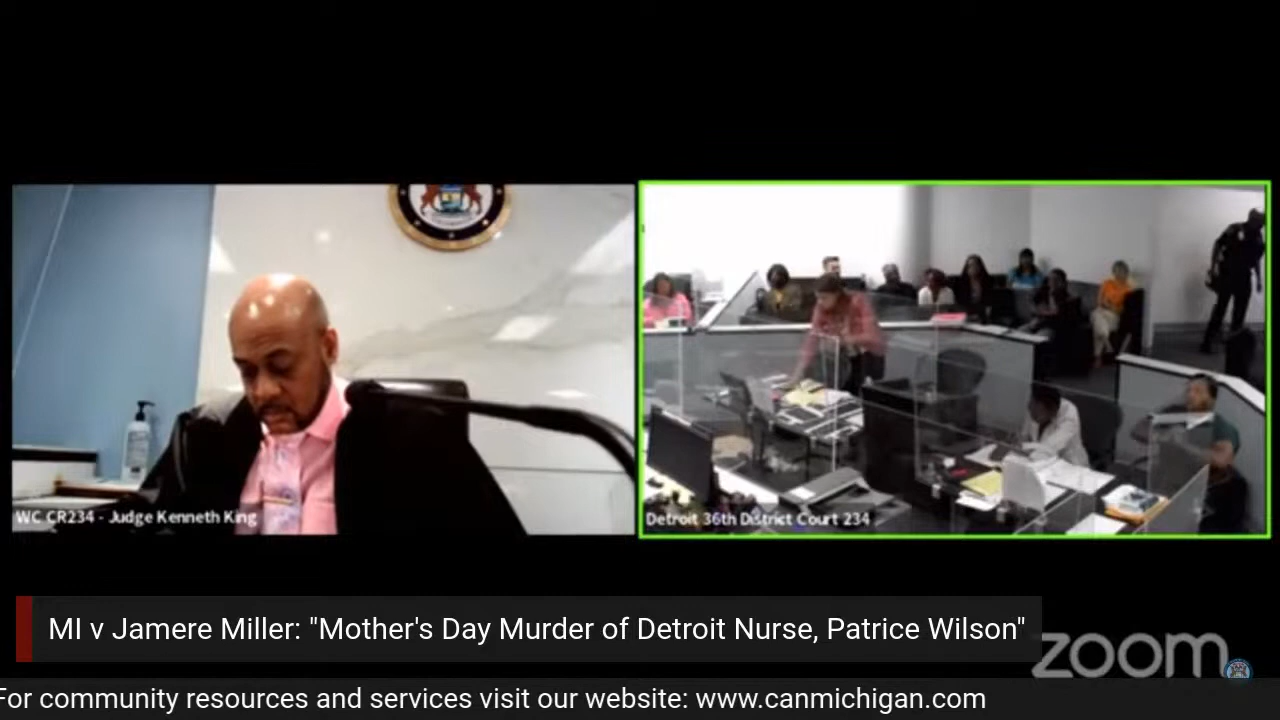 WC CR234 - Judge Kenneth King
Detroit 36th District Court 234
MI v Jamere Miller: "Mother's Day Murder of Detroit Nurse, Patrice Wilson"
zoom
For community resources and services visit our website: www.canmichigan.com